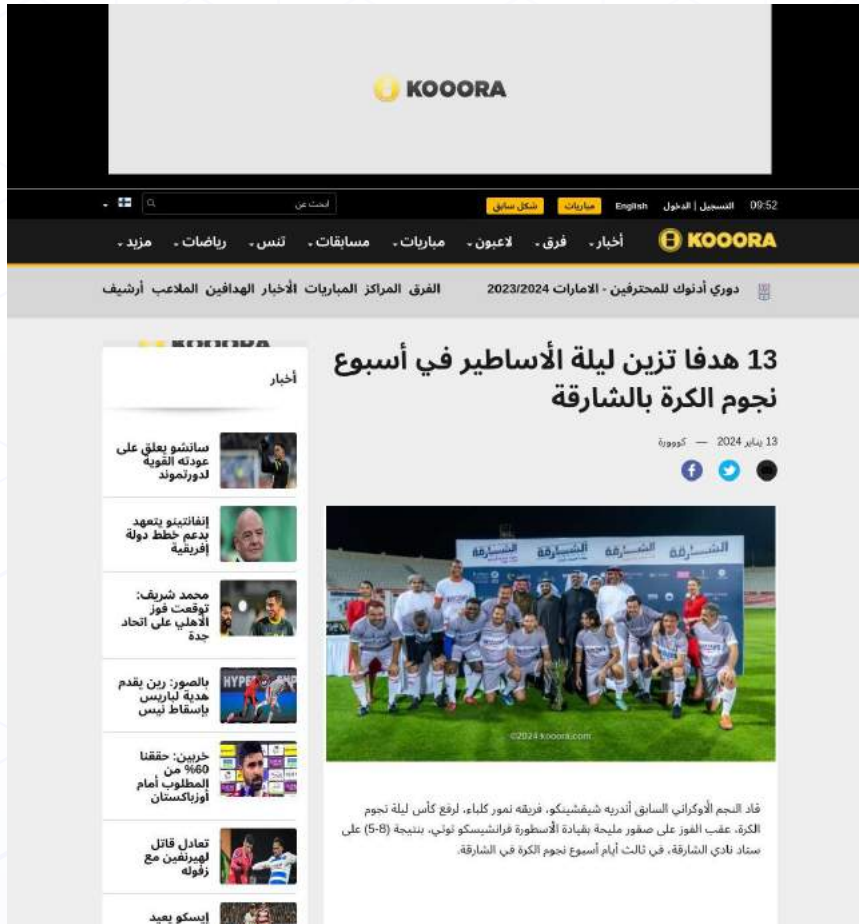 KOOORA
09:52 التسجيل | الدخول English مباريات شكل سابق ابحث عن
KOOORA أخبار فرق لاعبون مباريات مسابقات تنس رياضات مزيد
دوري أدنوك للمحترفين - الامارات 2023/2024 الفرق المراكز المباريات الأخبار الهدافين الملاعب أرشيف
13 هدفا تزين ليلة الأساطير في أسبوع
نجوم الكرة بالشارقة
13 يناير 2024 — كووورة
الشارقة الشارقة الشارقة الشارقة
©2024 kooora.com
قاد النجم الأوكراني السابق أندريه شيفشينكو، فريقه نمور كلباء، لرفع كأس ليلة نجوم
الكرة، عقب الفوز على صقور مليحة بقيادة الأسطورة فرانشيسكو توتي، بنتيجة (8-5) على
ستاد نادي الشارقة، في ثالث أيام أسبوع نجوم الكرة في الشارقة.
KOOORA
أخبار
سانشو يعلق على
عودته القوية
لدورتموند
إنفانتينو يتعهد
بدعم خطط دولة
إفريقية
محمد شريف:
توقعت فوز
الأهلي على اتحاد
جدة
بالصور: رين يقدم
هدية لباريس
بإسقاط نيس
خربين: حققنا
60% من
المطلوب أمام
أوزباكستان
تعادل قاتل
لهيرنفين مع
زفوله
إيسكو يعيد